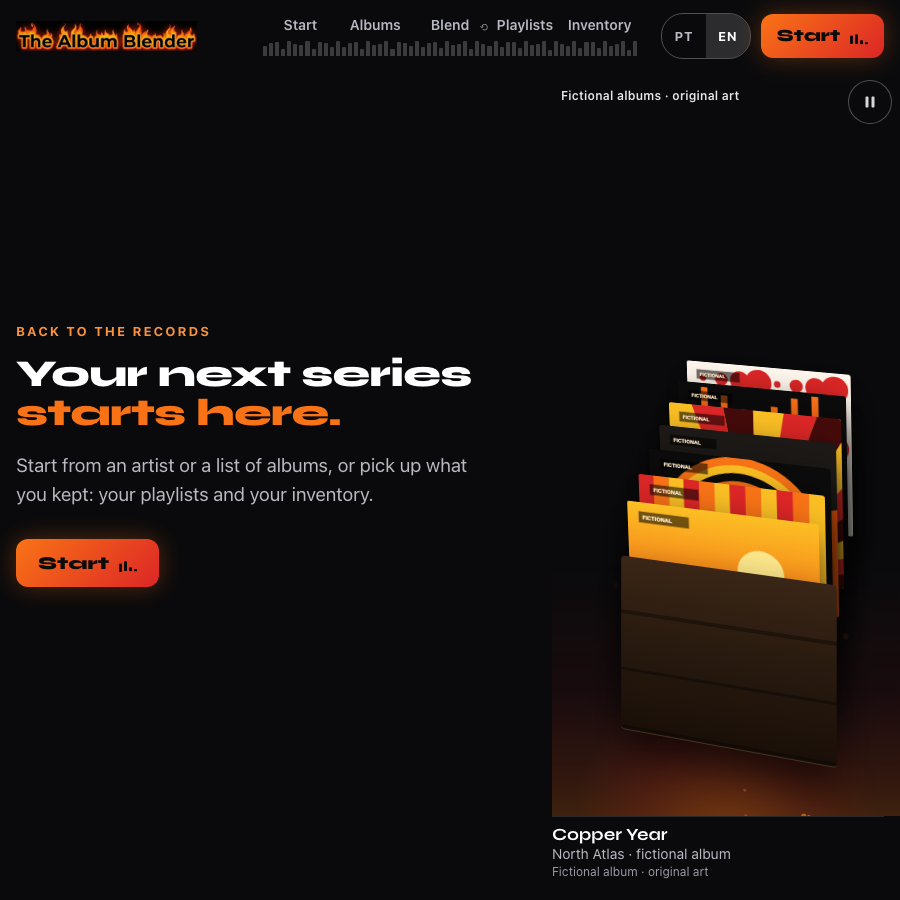 The Album Blender
Start Albums Blend Playlists Inventory
PT EN
Start
Fictional albums · original art
BACK TO THE RECORDS
Your next series
starts here.
Start from an artist or a list of albums, or pick up what
you kept: your playlists and your inventory.
Start
FICTIONAL
FICTIONAL
FICTIONAL
FICTIONAL
FICTIONAL
FICTIONAL
FICTIONAL
Copper Year
North Atlas · fictional album
Fictional album · original art